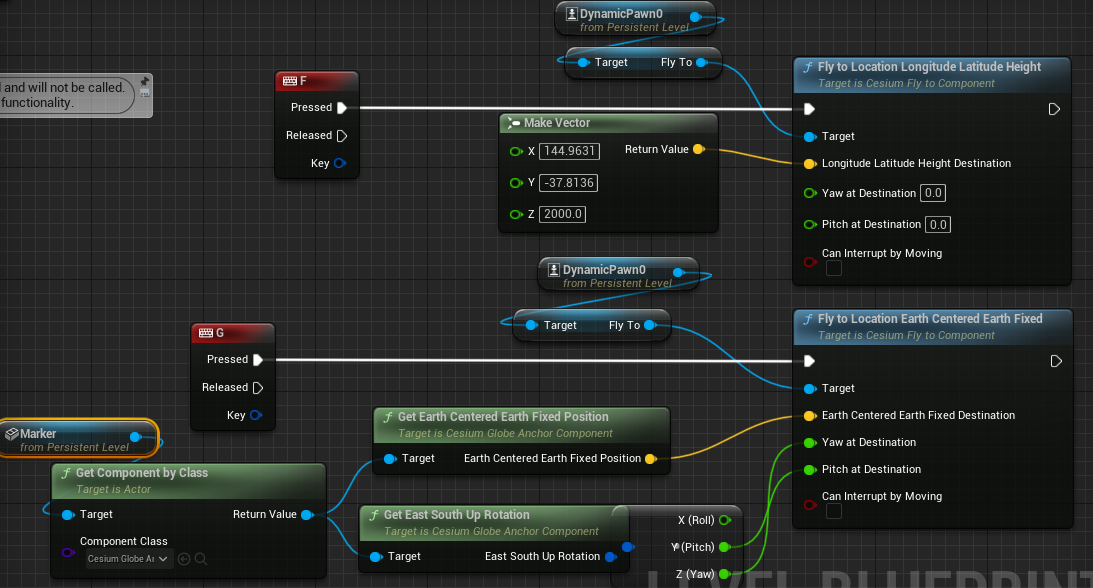 DynamicPawn0
from Persistent Level
Target Fly To
and will not be called.
functionality.
F
Pressed
Released
Key
Make Vector
X 144.9631 Return Value
Y -37.8136
Z 2000.0
Fly to Location Longitude Latitude Height
Target is Cesium Fly to Component
Target
Longitude Latitude Height Destination
Yaw at Destination 0.0
Pitch at Destination 0.0
Can Interrupt by Moving
DynamicPawn0
from Persistent Level
Target Fly To
G
Pressed
Released
Key
Fly to Location Earth Centered Earth Fixed
Target is Cesium Fly to Component
Target
Earth Centered Earth Fixed Destination
Yaw at Destination
Pitch at Destination
Can Interrupt by Moving
Marker
from Persistent Level
Get Component by Class
Target is Actor
Target Return Value
Component Class
Cesium Globe A
Get Earth Centered Earth Fixed Position
Target is Cesium Globe Anchor Component
Target Earth Centered Earth Fixed Position
Get East South Up Rotation
Target is Cesium Globe Anchor Component
Target East South Up Rotation
X (Roll)
Y (Pitch)
Z (Yaw)
LEVEL BLUEPRINT